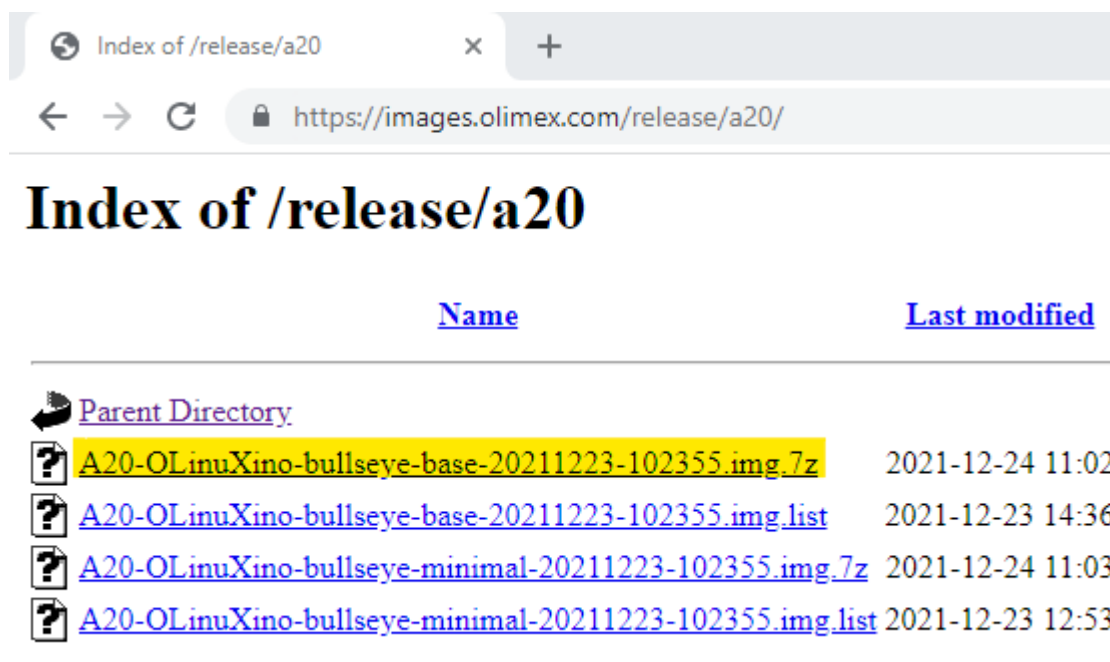 Index of /release/a20
https://images.olimex.com/release/a20/
Index of /release/a20
Name Last modified
Parent Directory
A20-OLinuXino-bullseye-base-20211223-102355.img.7z 2021-12-24 11:02
A20-OLinuXino-bullseye-base-20211223-102355.img.list 2021-12-23 14:36
A20-OLinuXino-bullseye-minimal-20211223-102355.img.7z 2021-12-24 11:03
A20-OLinuXino-bullseye-minimal-20211223-102355.img.list 2021-12-23 12:53